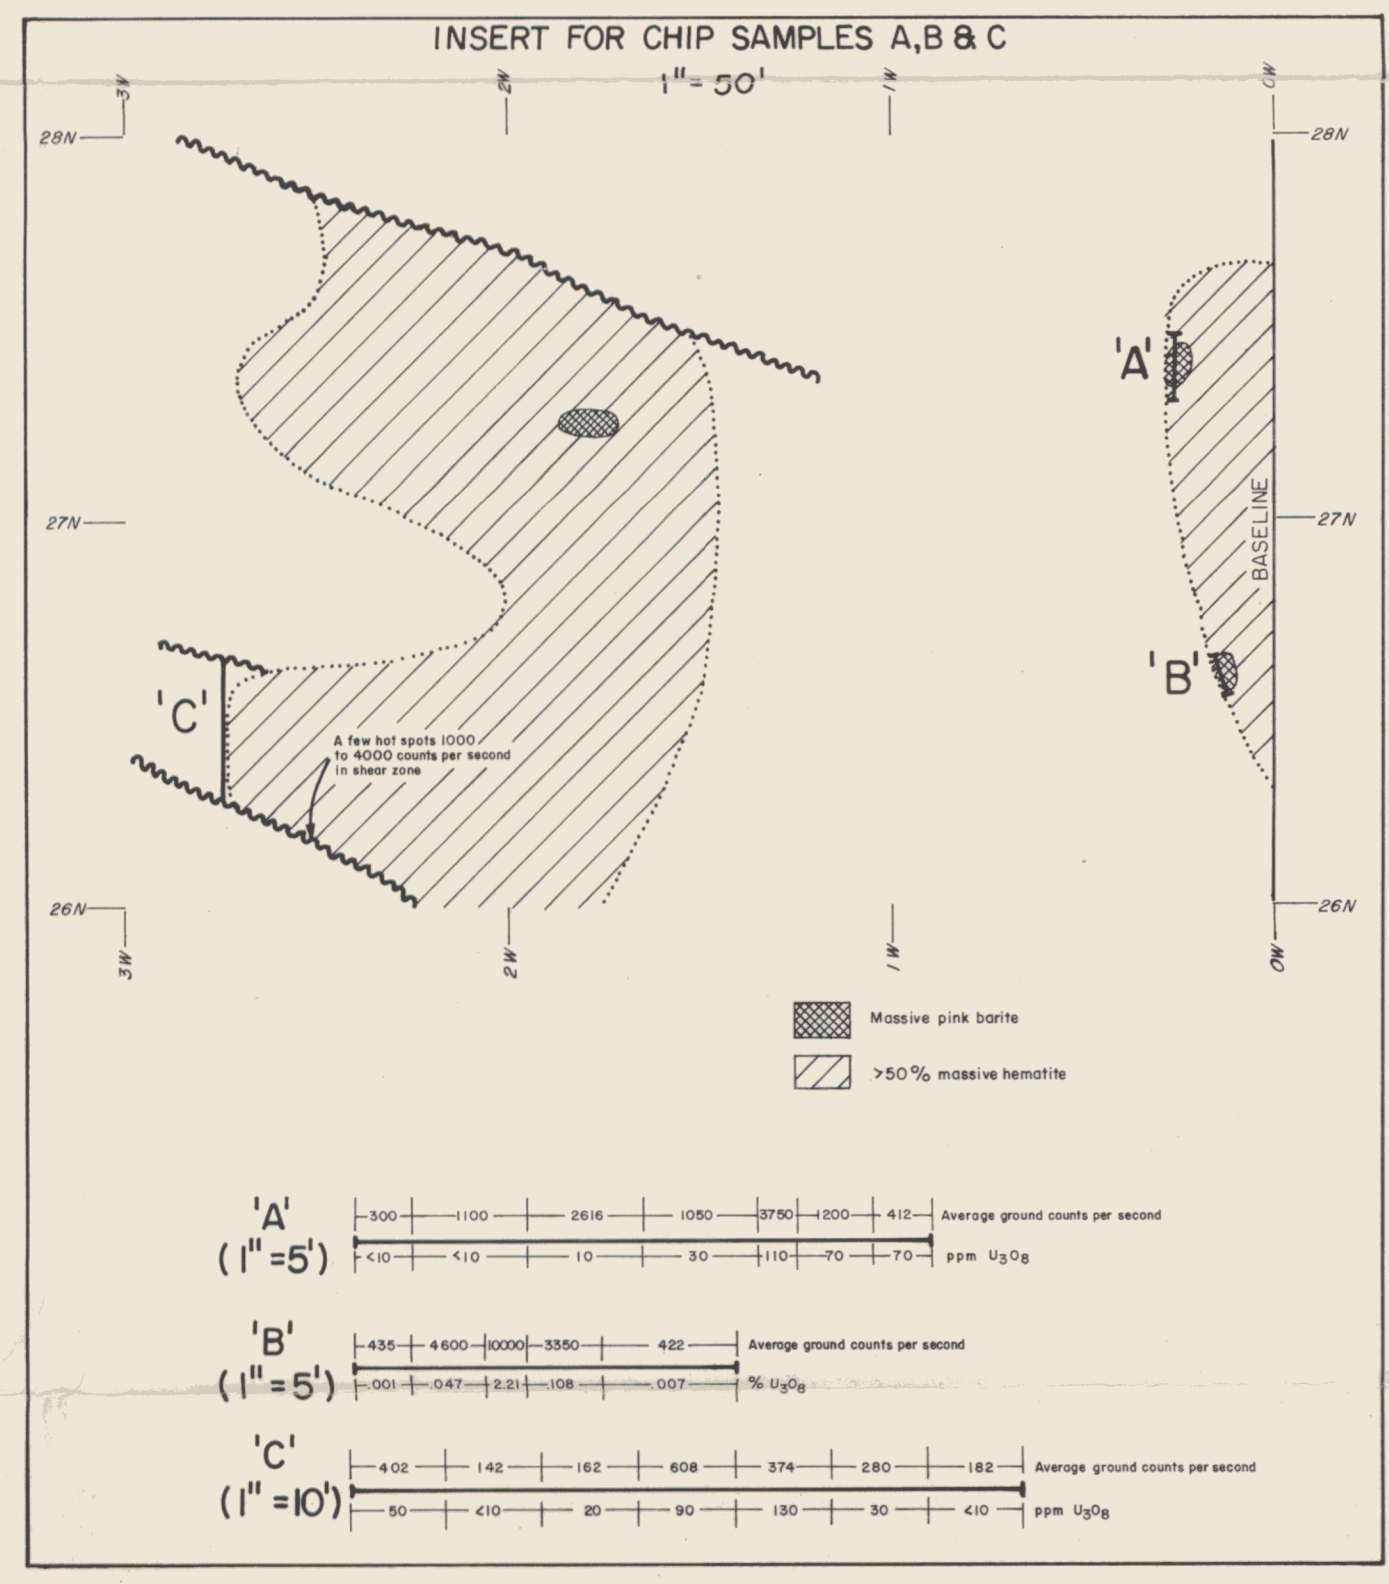 INSERT FOR CHIP SAMPLES A,B & C
1"=50'
3W 2W 1W 0W
28N 28N
'A'
27N BASELINE 27N
'B'
'C'
A few hot spots 1000
to 4000 counts per second
in shear zone
26N 26N
3W 2W 1W 0W
Massive pink barite
>50% massive hematite
'A' 300 1100 2616 1050 3750 1200 412 Average ground counts per second
(1"=5') <10 <10 10 30 110 70 70 ppm U3O8
'B' 435 4600 10000 3350 422 Average ground counts per second
(1"=5') .001 .047 2.21 .108 .007 % U3O8
'C' 402 142 162 608 374 280 182 Average ground counts per second
(1"=10') 50 <10 20 90 130 30 <10 ppm U3O8